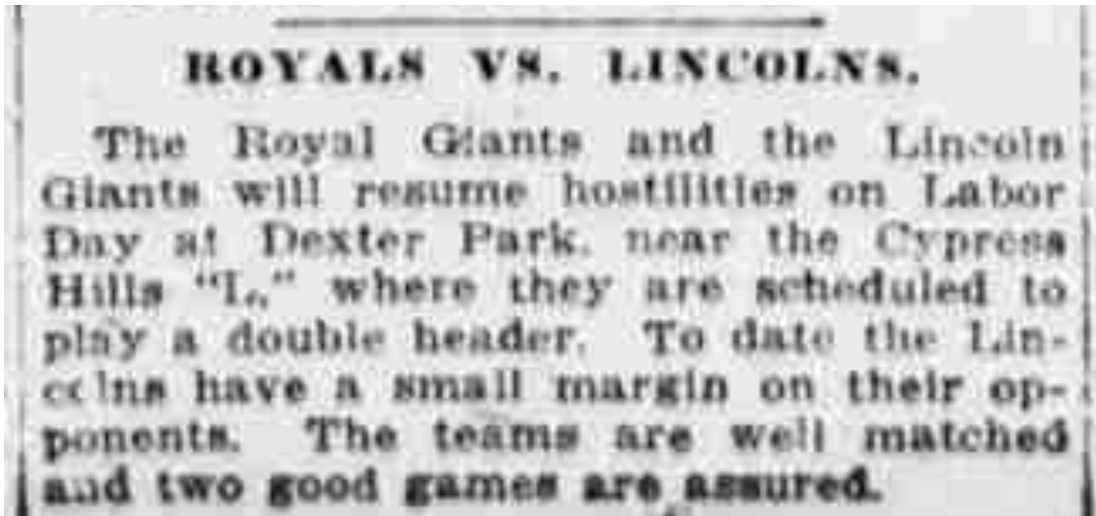 ROYALS VS. LINCOLNS.
The Royal Giants and the Lincoln
Giants will resume hostilities on Labor
Day at Dexter Park, near the Cypress
Hills "L," where they are scheduled to
play a double header. To date the Lin-
colns have a small margin on their op-
ponents. The teams are well matched
and two good games are assured.